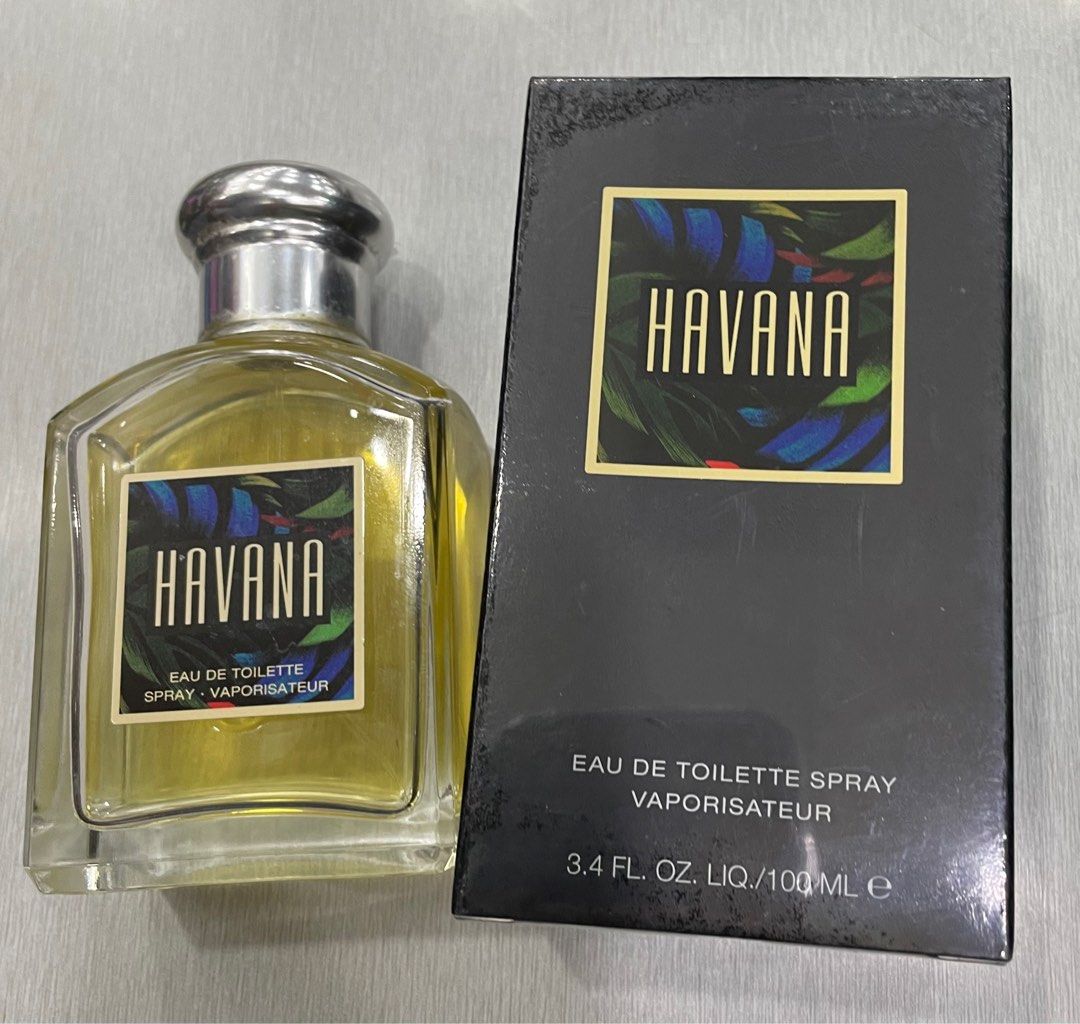 HAVANA
EAU DE TOILETTE
SPRAY · VAPORISATEUR
HAVANA
EAU DE TOILETTE SPRAY
VAPORISATEUR
3.4 FL. OZ. LIQ./100 ML ℮